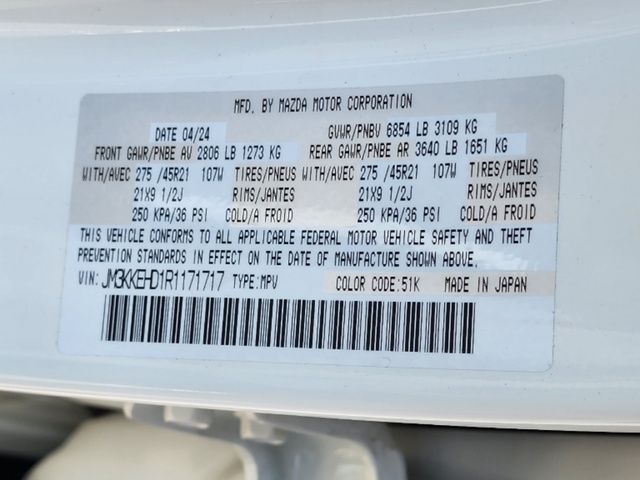 MFD. BY MAZDA MOTOR CORPORATION
DATE 04/24 GVWR/PNBV 6854 LB 3109 KG
FRONT GAWR/PNBE AV 2806 LB 1273 KG REAR GAWR/PNBE AR 3640 LB 1651 KG
WITH/AVEC 275 /45R21 107W TIRES/PNEUS WITH/AVEC 275 /45R21 107W TIRES/PNEUS
21X9 1/2J RIMS/JANTES 21X9 1/2J RIMS/JANTES
250 KPA/36 PSI COLD/A FROID 250 KPA/36 PSI COLD/A FROID
THIS VEHICLE CONFORMS TO ALL APPLICABLE FEDERAL MOTOR VEHICLE SAFETY AND THEFT
PREVENTION STANDARDS IN EFFECT ON THE DATE OF MANUFACTURE SHOWN ABOVE.
VIN: JM3KKEHD1R1171717 TYPE:MPV COLOR CODE:51K MADE IN JAPAN